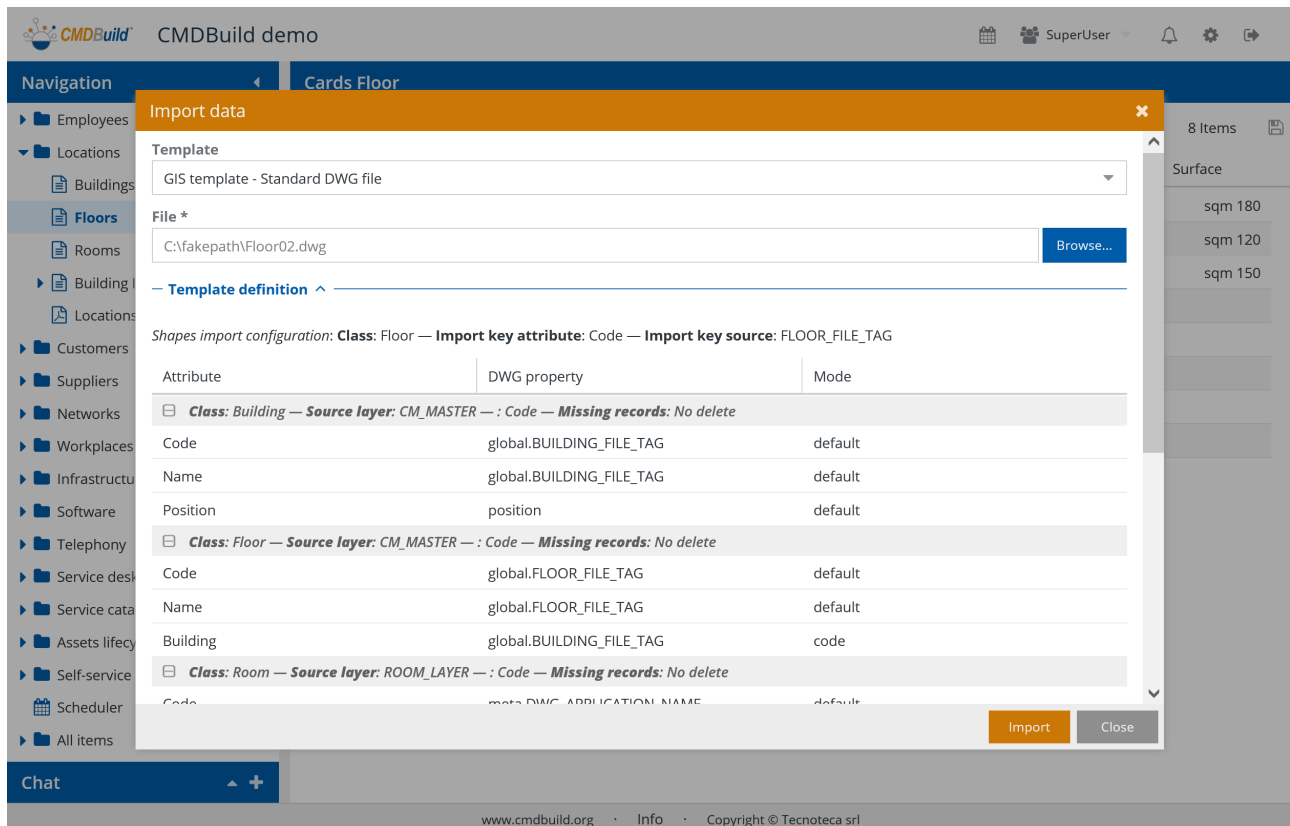 CMDBuild CMDBuild demo SuperUser
Navigation Cards Floor
Import data
Employees 8 Items
Template
Locations
Surface
GIS template - Standard DWG file
Buildings
sqm 180
File *
Floors
sqm 120
C:\fakepath\Floor02.dwg Browse...
Rooms
sqm 150
Building I
Template definition
Locations
Shapes import configuration: Class: Floor — Import key attribute: Code — Import key source: FLOOR_FILE_TAG
Customers
Attribute DWG property Mode
Suppliers
Class: Building — Source layer: CM_MASTER — : Code — Missing records: No delete
Networks
Code global.BUILDING_FILE_TAG default
Workplaces
Name global.BUILDING_FILE_TAG default
Infrastructu
Position position default
Software
Class: Floor — Source layer: CM_MASTER — : Code — Missing records: No delete
Telephony
Code global.FLOOR_FILE_TAG default
Service desk
Name global.FLOOR_FILE_TAG default
Service cata
Building global.BUILDING_FILE_TAG code
Assets lifecy
Class: Room — Source layer: ROOM_LAYER — : Code — Missing records: No delete
Self-service
Code meta.DWG_APPLICATION_NAME default
Scheduler
Import Close
All items
Chat
www.cmdbuild.org · Info · Copyright © Tecnoteca srl